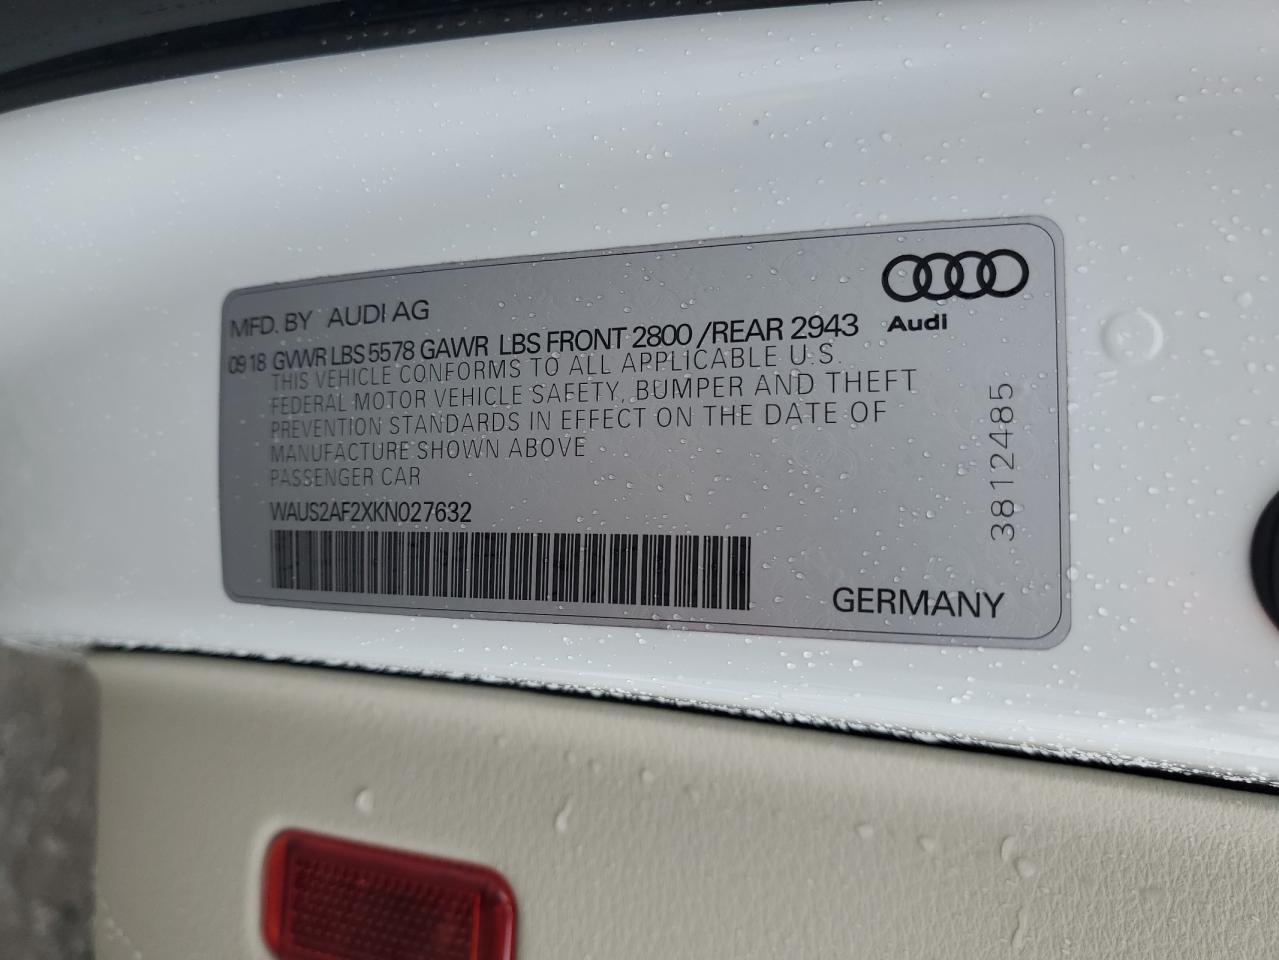 MFD. BY AUDI AG
Audi
09 18 GVWR LBS 5578 GAWR LBS FRONT 2800 /REAR 2943
THIS VEHICLE CONFORMS TO ALL APPLICABLE U.S.
FEDERAL MOTOR VEHICLE SAFETY, BUMPER AND THEFT
PREVENTION STANDARDS IN EFFECT ON THE DATE OF
MANUFACTURE SHOWN ABOVE
PASSENGER CAR
WAUS2AF2XKN027632
GERMANY
3812485